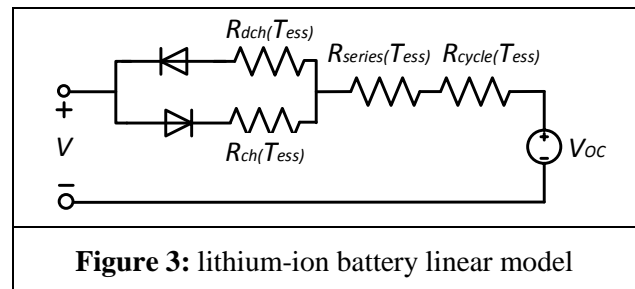 Rdch(Tess)
Rseries(Tess) Rcycle(Tess)
+
V
−
Rch(Tess)
+
−
VOC
Figure 3: lithium-ion battery linear model